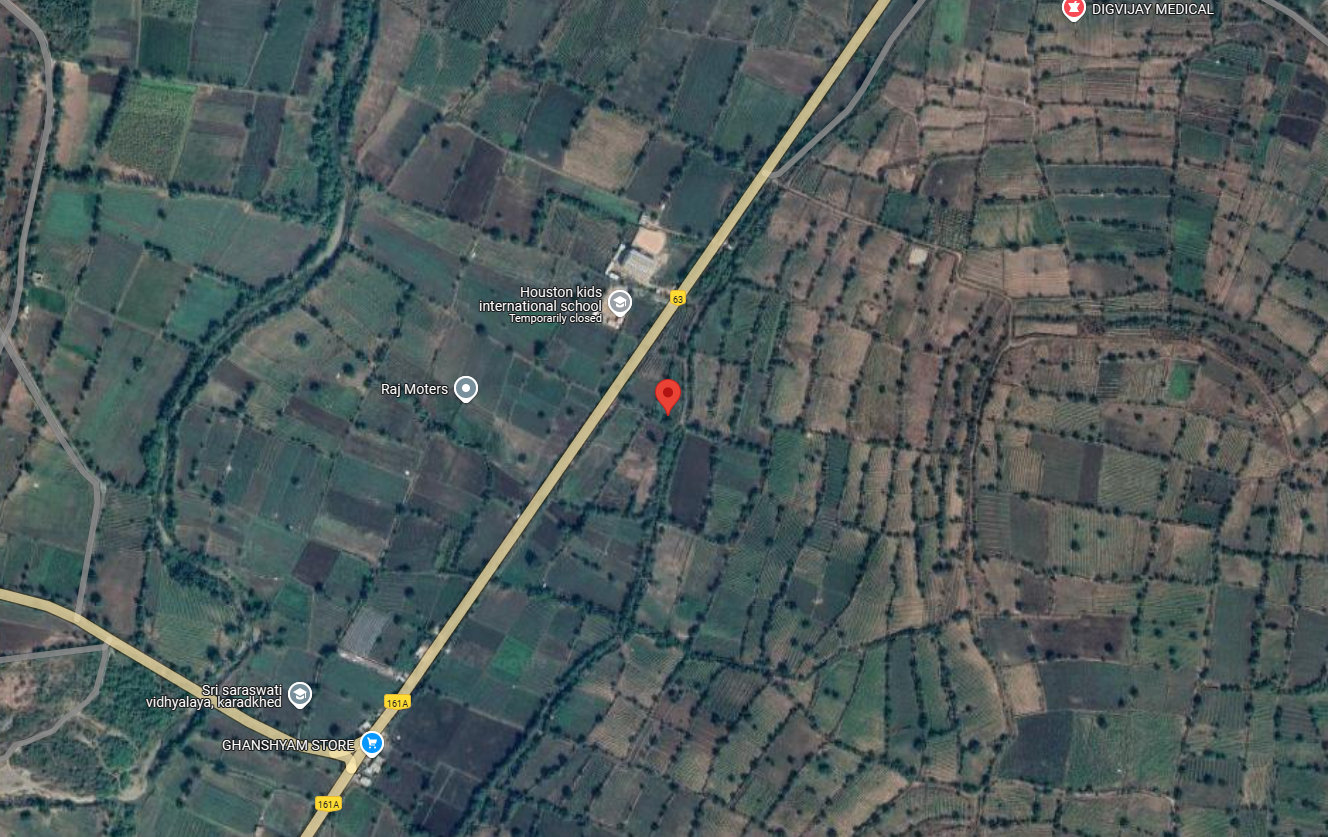 DIGVIJAY MEDICAL
Houston kids
international school
Temporarily closed
63
Raj Moters
Sri saraswati
vidhyalaya, karadkhed
161A
GHANSHYAM STORE
161A